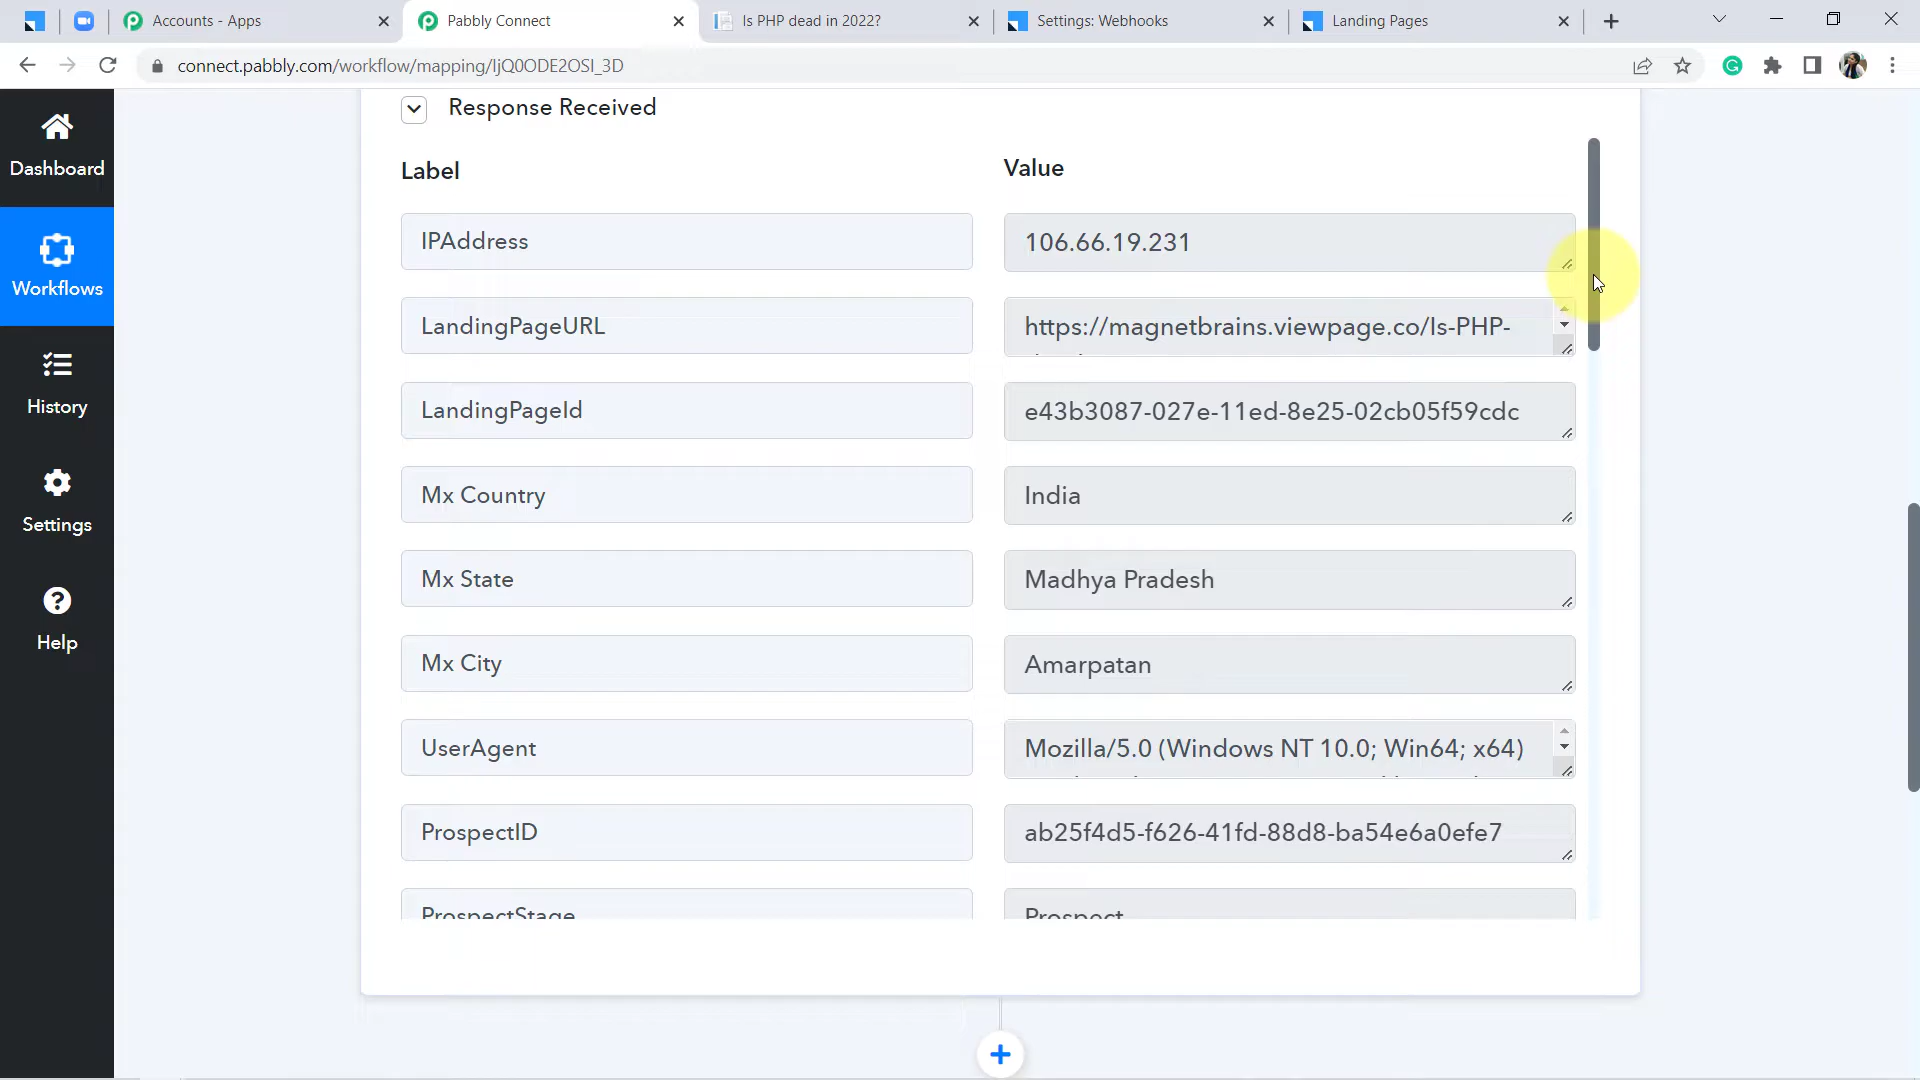 Accounts - Apps
Pabbly Connect
Is PHP dead in 2022?
Settings: Webhooks
Landing Pages
connect.pabbly.com/workflow/mapping/IjQ0ODE2OSI_3D
Dashboard
Workflows
History
Settings
Help
Response Received
Label Value
IPAddress 106.66.19.231
LandingPageURL https://magnetbrains.viewpage.co/Is-PHP-
LandingPageId e43b3087-027e-11ed-8e25-02cb05f59cdc
Mx Country India
Mx State Madhya Pradesh
Mx City Amarpatan
UserAgent Mozilla/5.0 (Windows NT 10.0; Win64; x64)
ProspectID ab25f4d5-f626-41fd-88d8-ba54e6a0efe7
ProspectStage Prospect